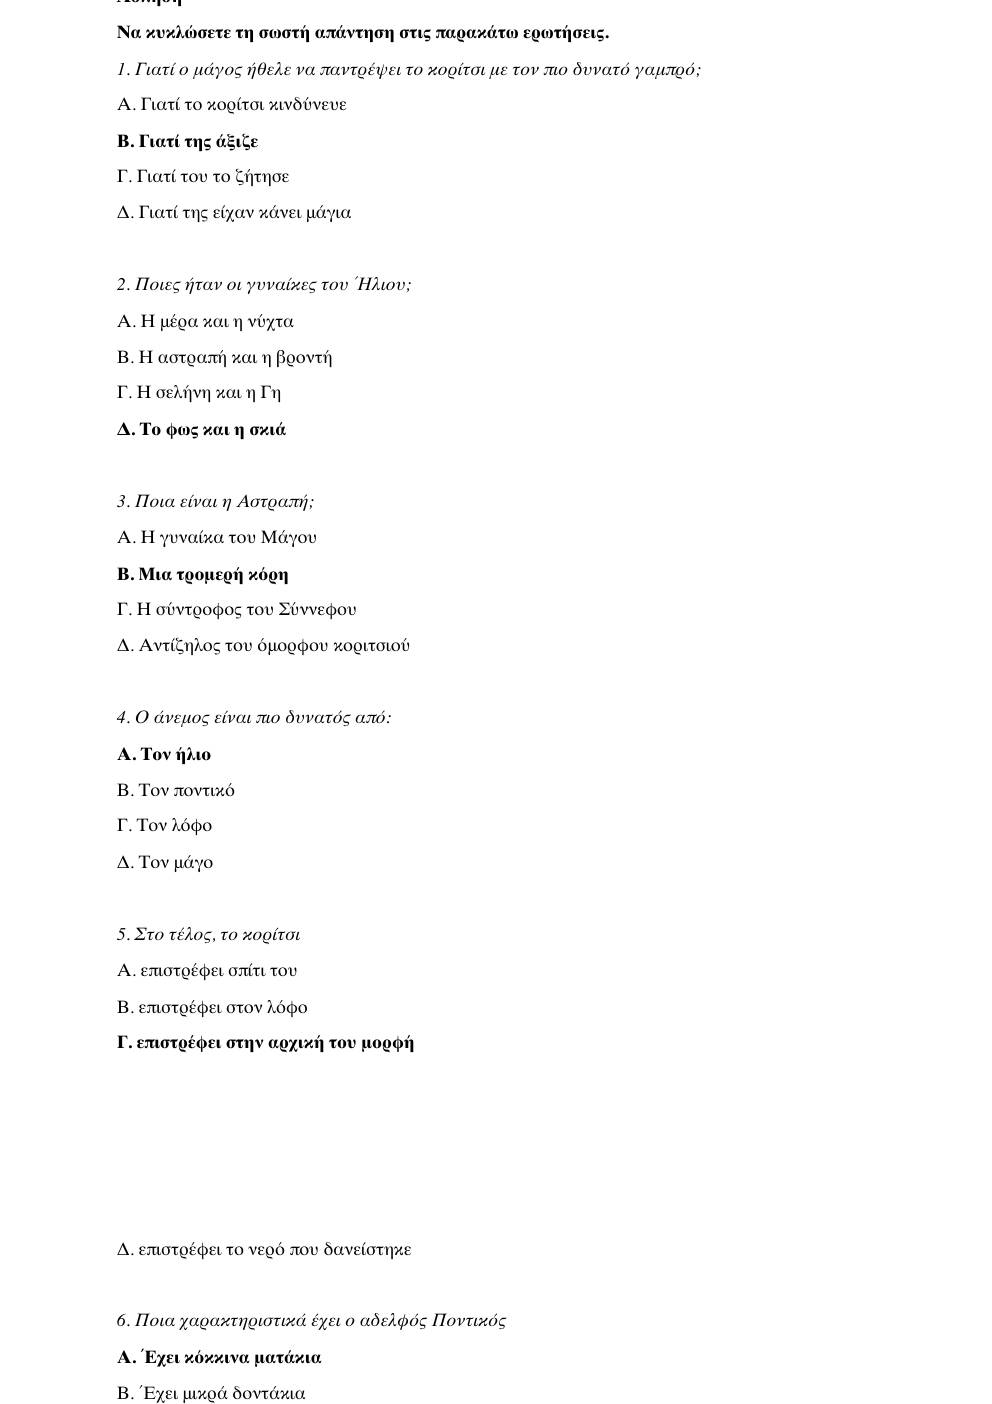 Να κυκλώσετε τη σωστή απάντηση στις παρακάτω ερωτήσεις.
1. Γιατί ο μάγος ήθελε να παντρέψει το κορίτσι με τον πιο δυνατό γαμπρό;
Α. Γιατί το κορίτσι κινδύνευε
Β. Γιατί της άξιζε
Γ. Γιατί του το ζήτησε
Δ. Γιατί της είχαν κάνει μάγια
2. Ποιες ήταν οι γυναίκες του Ήλιου;
Α. Η μέρα και η νύχτα
Β. Η αστραπή και η βροντή
Γ. Η σελήνη και η Γη
Δ. Το φως και η σκιά
3. Ποια είναι η Αστραπή;
Α. Η γυναίκα του Μάγου
Β. Μια τρομερή κόρη
Γ. Η σύντροφος του Σύννεφου
Δ. Αντίζηλος του όμορφου κοριτσιού
4. Ο άνεμος είναι πιο δυνατός από:
Α. Τον ήλιο
Β. Τον ποντικό
Γ. Τον λόφο
Δ. Τον μάγο
5. Στο τέλος, το κορίτσι
Α. επιστρέφει σπίτι του
Β. επιστρέφει στον λόφο
Γ. επιστρέφει στην αρχική του μορφή
Δ. επιστρέφει το νερό που δανείστηκε
6. Ποια χαρακτηριστικά έχει ο αδελφός Ποντικός
Α. Έχει κόκκινα ματάκια
Β. Έχει μικρά δοντάκια